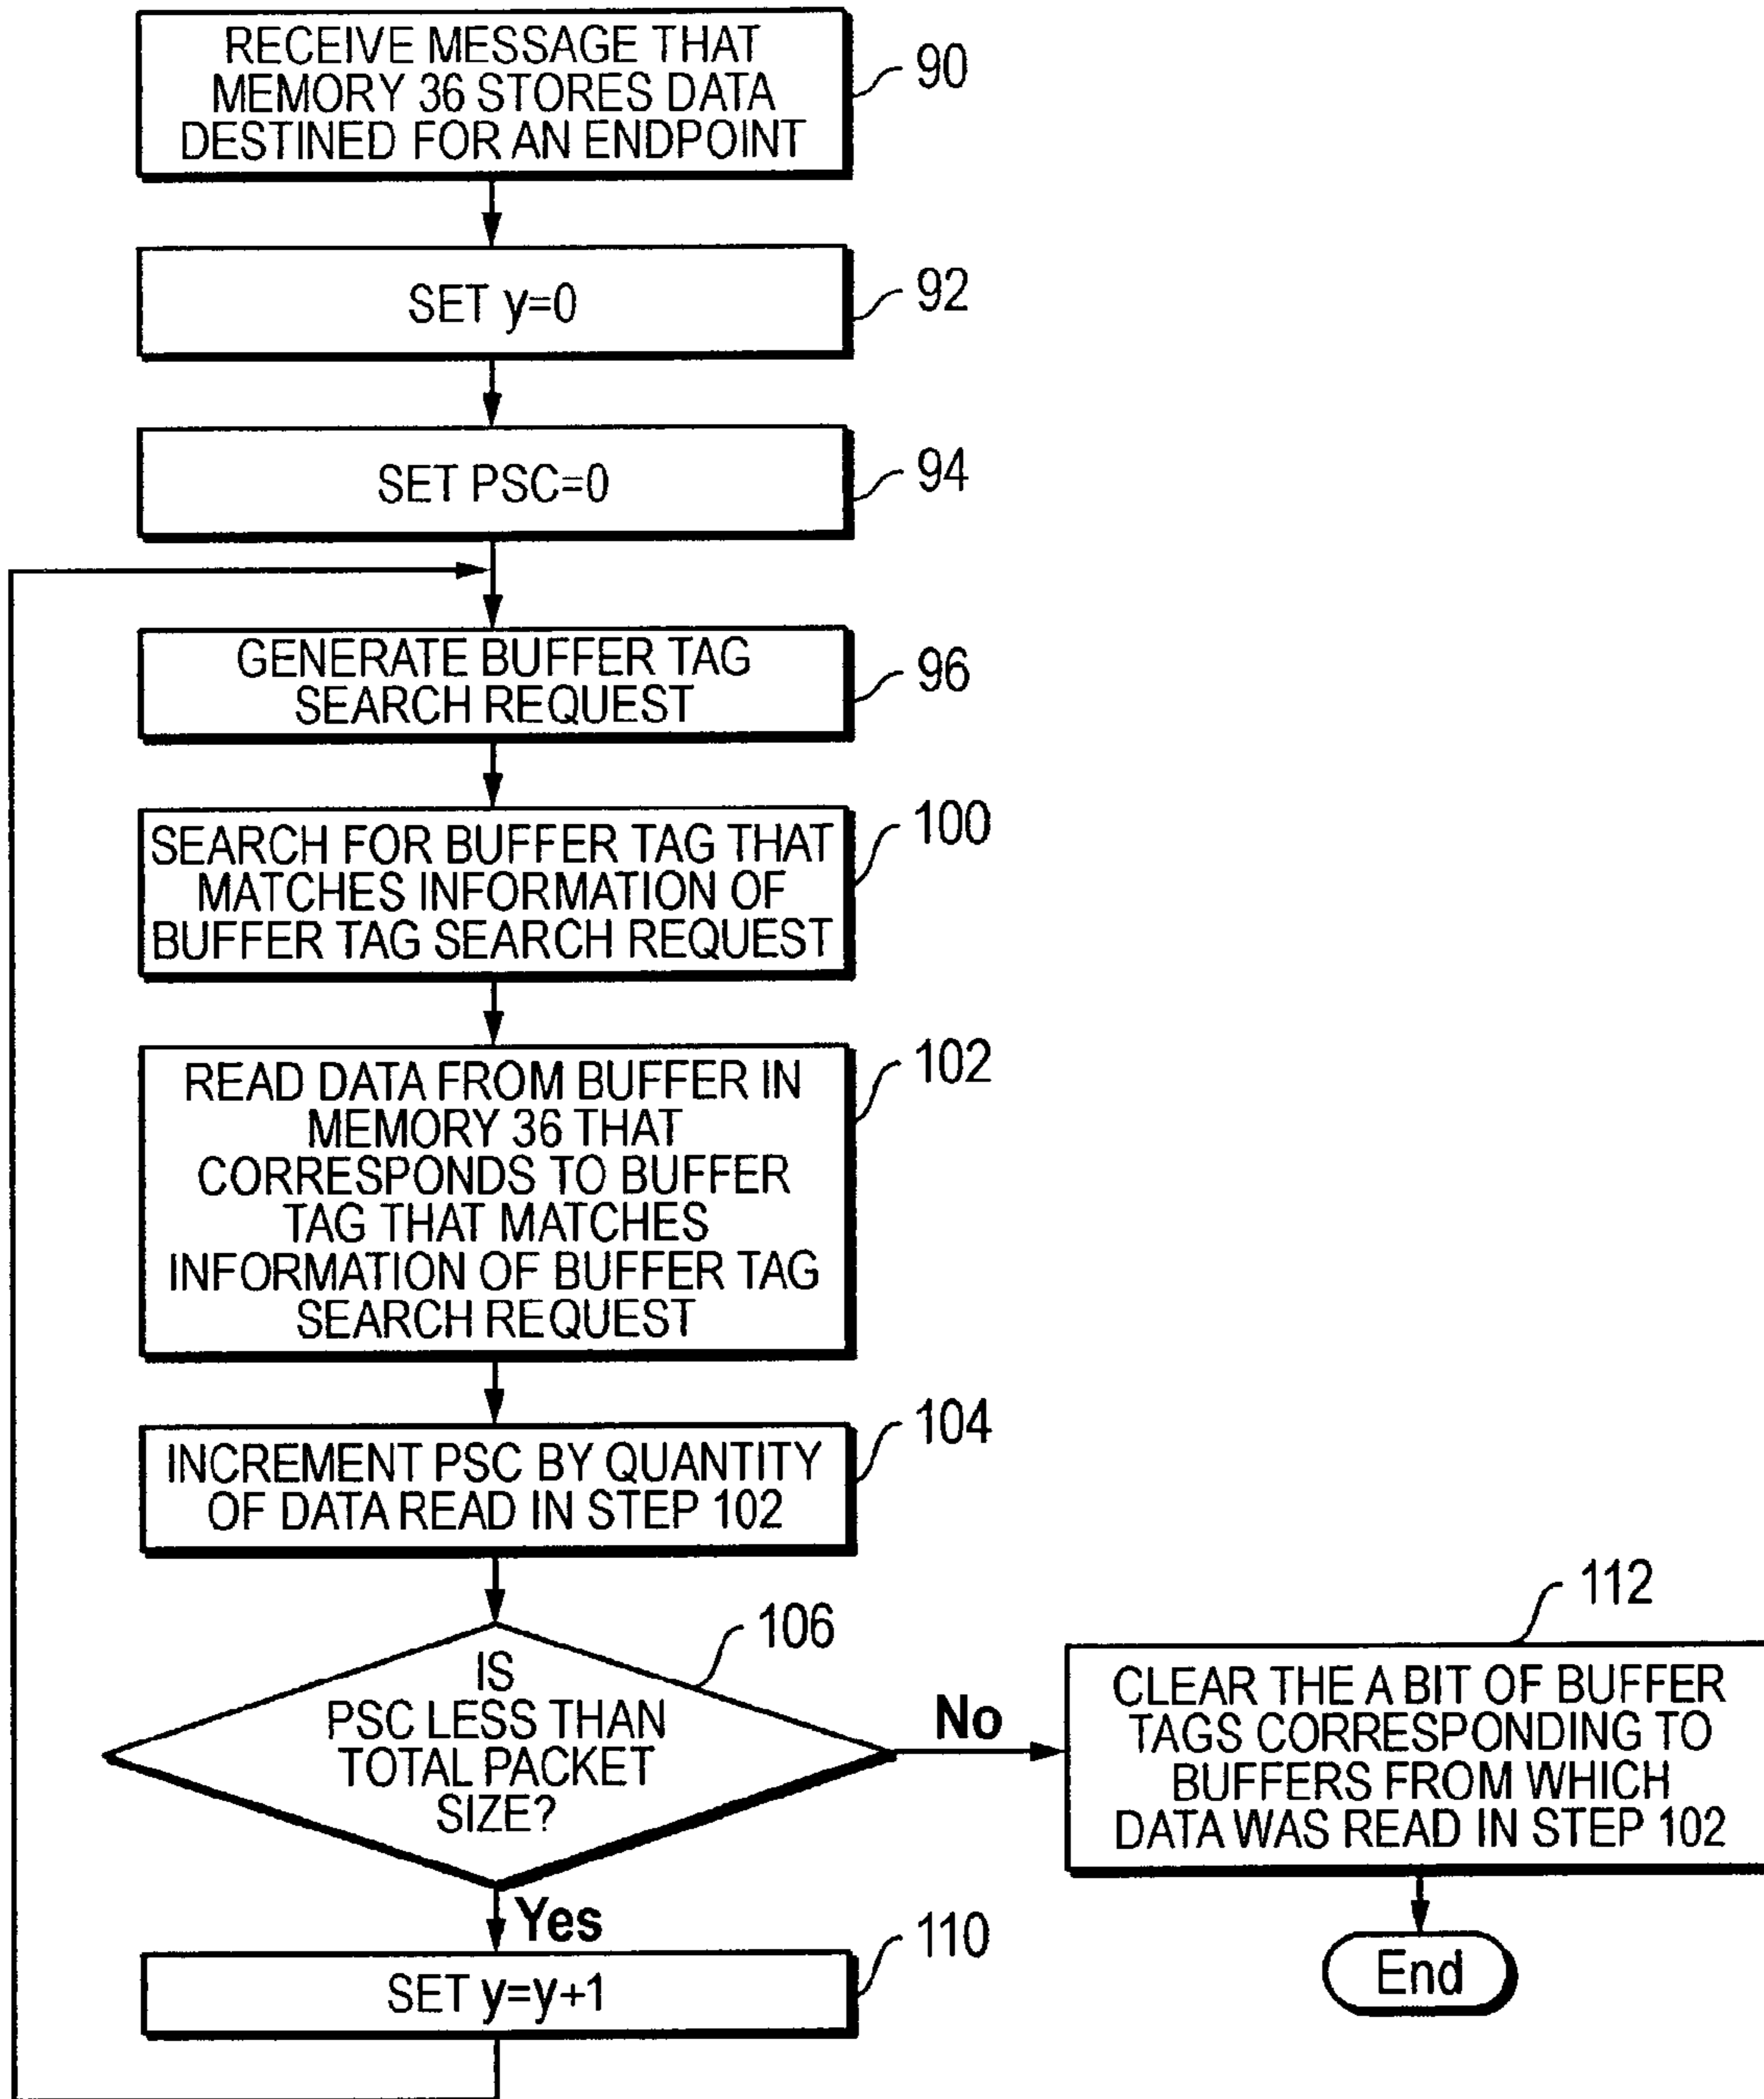 RECEIVE MESSAGE THAT
MEMORY 36 STORES DATA
DESTINED FOR AN ENDPOINT
90
SET y=0
92
SET PSC=0
94
GENERATE BUFFER TAG
SEARCH REQUEST
96
SEARCH FOR BUFFER TAG THAT
MATCHES INFORMATION OF
BUFFER TAG SEARCH REQUEST
100
READ DATA FROM BUFFER IN
MEMORY 36 THAT
CORRESPONDS TO BUFFER
TAG THAT MATCHES
INFORMATION OF BUFFER TAG
SEARCH REQUEST
102
INCREMENT PSC BY QUANTITY
OF DATA READ IN STEP 102
104
IS
PSC LESS THAN
TOTAL PACKET
SIZE?
106
No
CLEAR THE A BIT OF BUFFER
TAGS CORRESPONDING TO
BUFFERS FROM WHICH
DATA WAS READ IN STEP 102
112
Yes
SET y=y+1
110
End